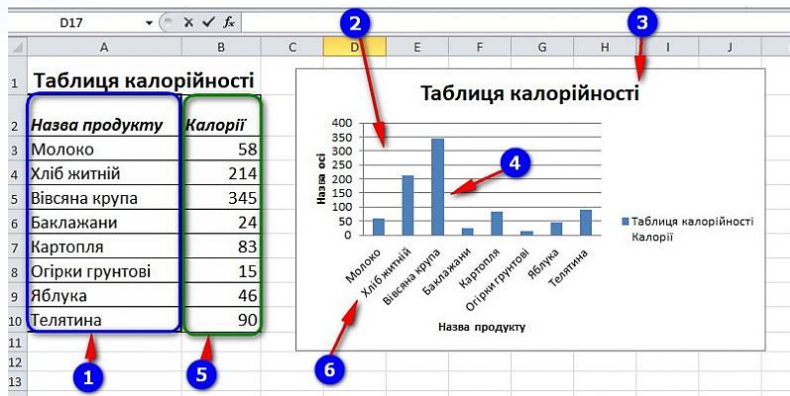 D17
fx
A B C D E F G H I J
1 Таблиця калорійності
2 Назва продукту Калорії
3 Молоко 58
4 Хліб житній 214
5 Вівсяна крупа 345
6 Баклажани 24
7 Картопля 83
8 Огірки грунтові 15
9 Яблука 46
10 Телятина 90
11
12
13
1
5
2
3
4
6
Таблиця калорійності
Назва осі
400
350
300
250
200
150
100
50
0
Молоко
Хліб житній
Вівсяна крупа
Баклажани
Картопля
Огірки грунтові
Яблука
Телятина
Назва продукту
Таблиця калорійності
Калорії